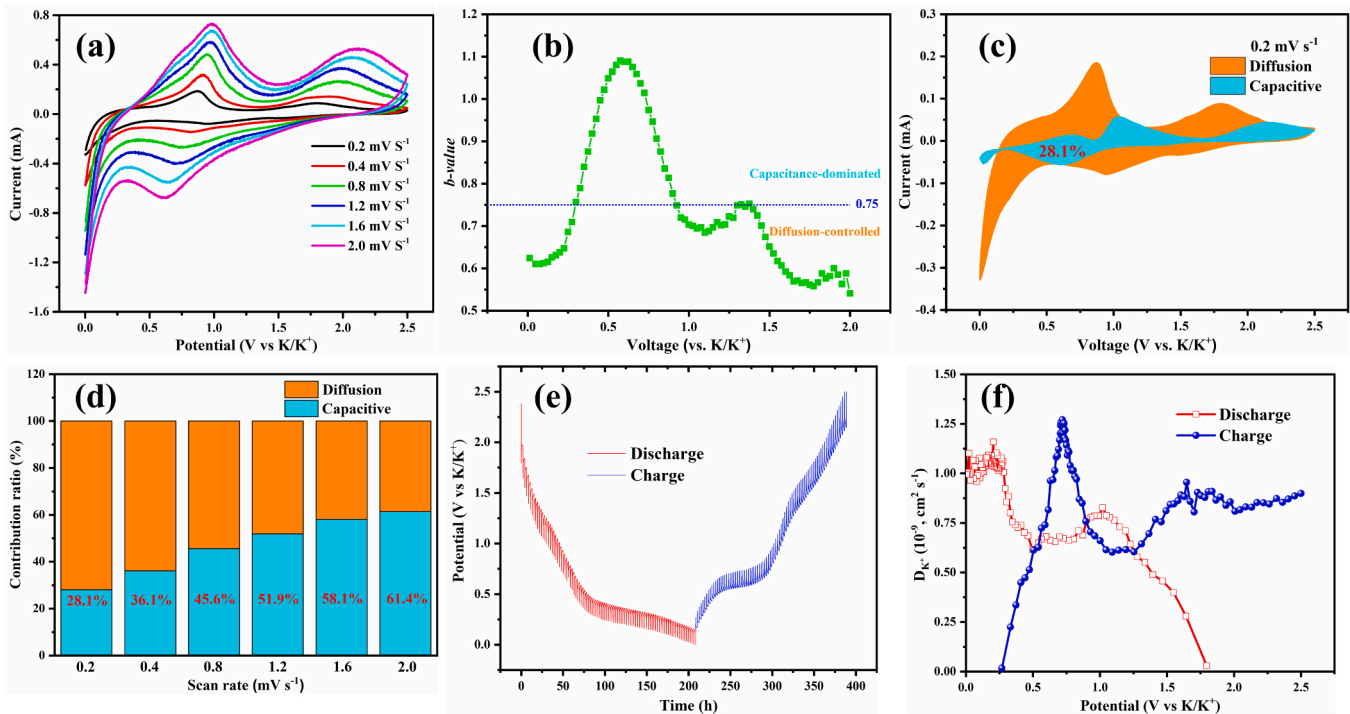 (a)
0.8
0.4
0.0
-0.4
-0.8
-1.2
-1.6
Current (mA)
0.2 mV S⁻¹
0.4 mV S⁻¹
0.8 mV S⁻¹
1.2 mV S⁻¹
1.6 mV S⁻¹
2.0 mV S⁻¹
0.0 0.5 1.0 1.5 2.0 2.5
Potential (V vs K/K⁺)
(b)
1.2
1.1
1.0
0.9
0.8
0.7
0.6
0.5
b-value
Capacitance-dominated
0.75
Diffusion-controlled
0.0 0.5 1.0 1.5 2.0
Voltage (vs. K/K⁺)
(c)
0.3
0.2
0.1
0.0
-0.1
-0.2
-0.3
-0.4
Current (mA)
0.2 mV s⁻¹
Diffusion
Capacitive
28.1%
0.0 0.5 1.0 1.5 2.0 2.5
Voltage (V vs. K/K⁺)
(d)
120
100
80
60
40
20
0
Contribution ratio (%)
Diffusion
Capacitive
28.1% 36.1% 45.6% 51.9% 58.1% 61.4%
0.2 0.4 0.8 1.2 1.6 2.0
Scan rate (mV s⁻¹)
(e)
2.5
2.0
1.5
1.0
0.5
0.0
Potential (V vs K/K⁺)
Discharge
Charge
0 50 100 150 200 250 300 350 400
Time (h)
(f)
1.50
1.25
1.00
0.75
0.50
0.25
0.00
D_K⁺ (10⁻⁹, cm² s⁻¹)
Discharge
Charge
0.0 0.5 1.0 1.5 2.0 2.5
Potential (V vs K/K⁺)